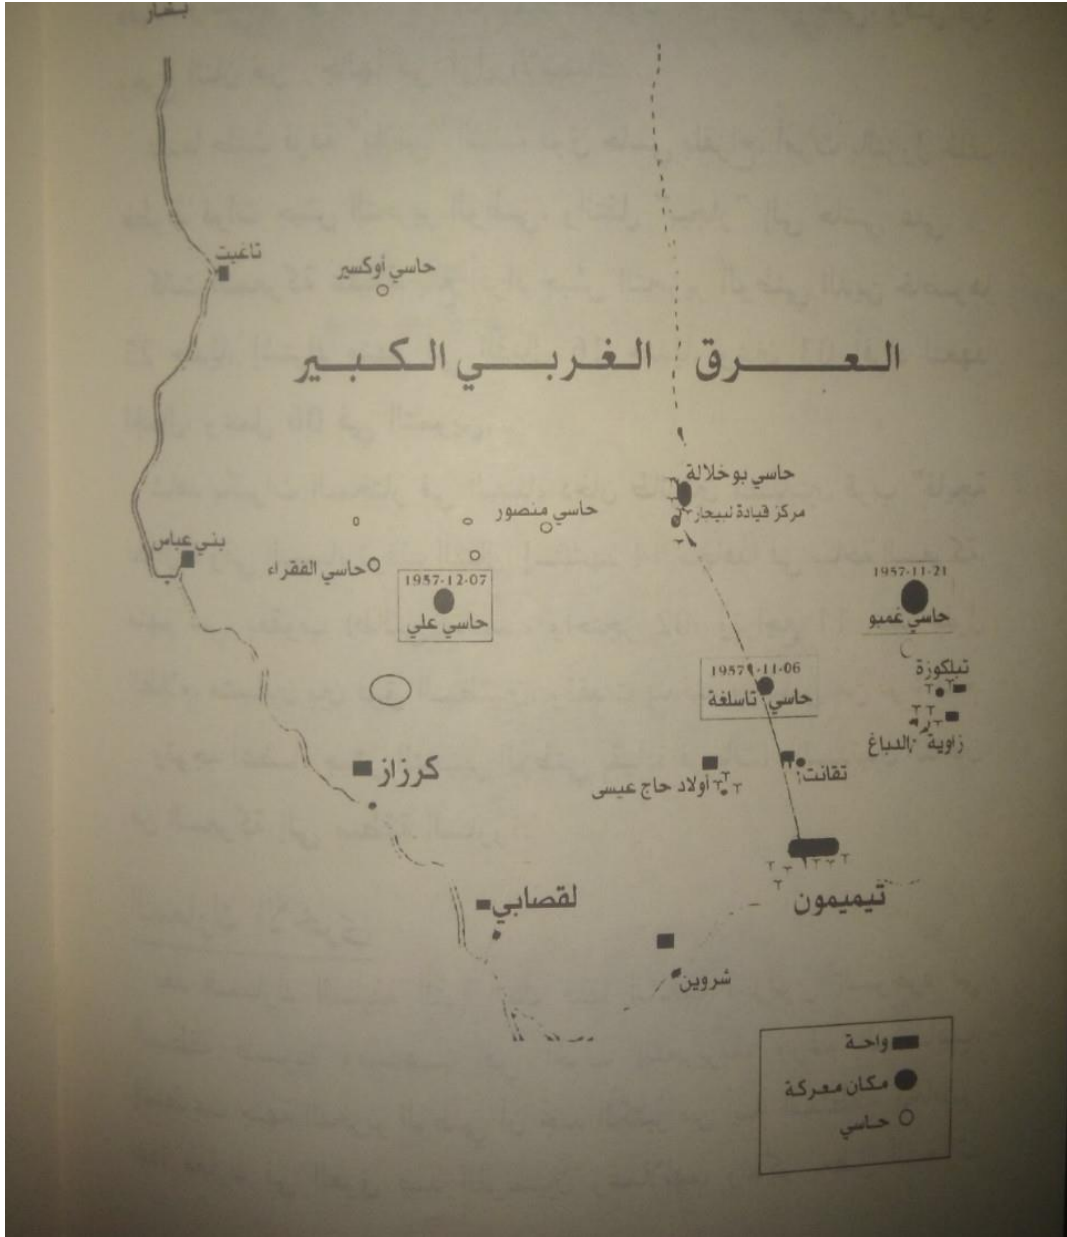 بشار
تاغيت
حاسي أوكسير
العرق الغربي الكبير
حاسي بوخلالة
مركز قيادة لبيجار
حاسي منصور
بني عباس
حاسي الفقراء
1957-12-07
حاسي علي
1957-11-21
حاسي غمبو
تبلكوزة
1957-11-06
حاسي تاسلغة
زاوية الدباغ
كرزاز
تقانت
أولاد حاج عيسى
لقصابي
تيميمون
شروين
واحة
مكان معركة
حاسي